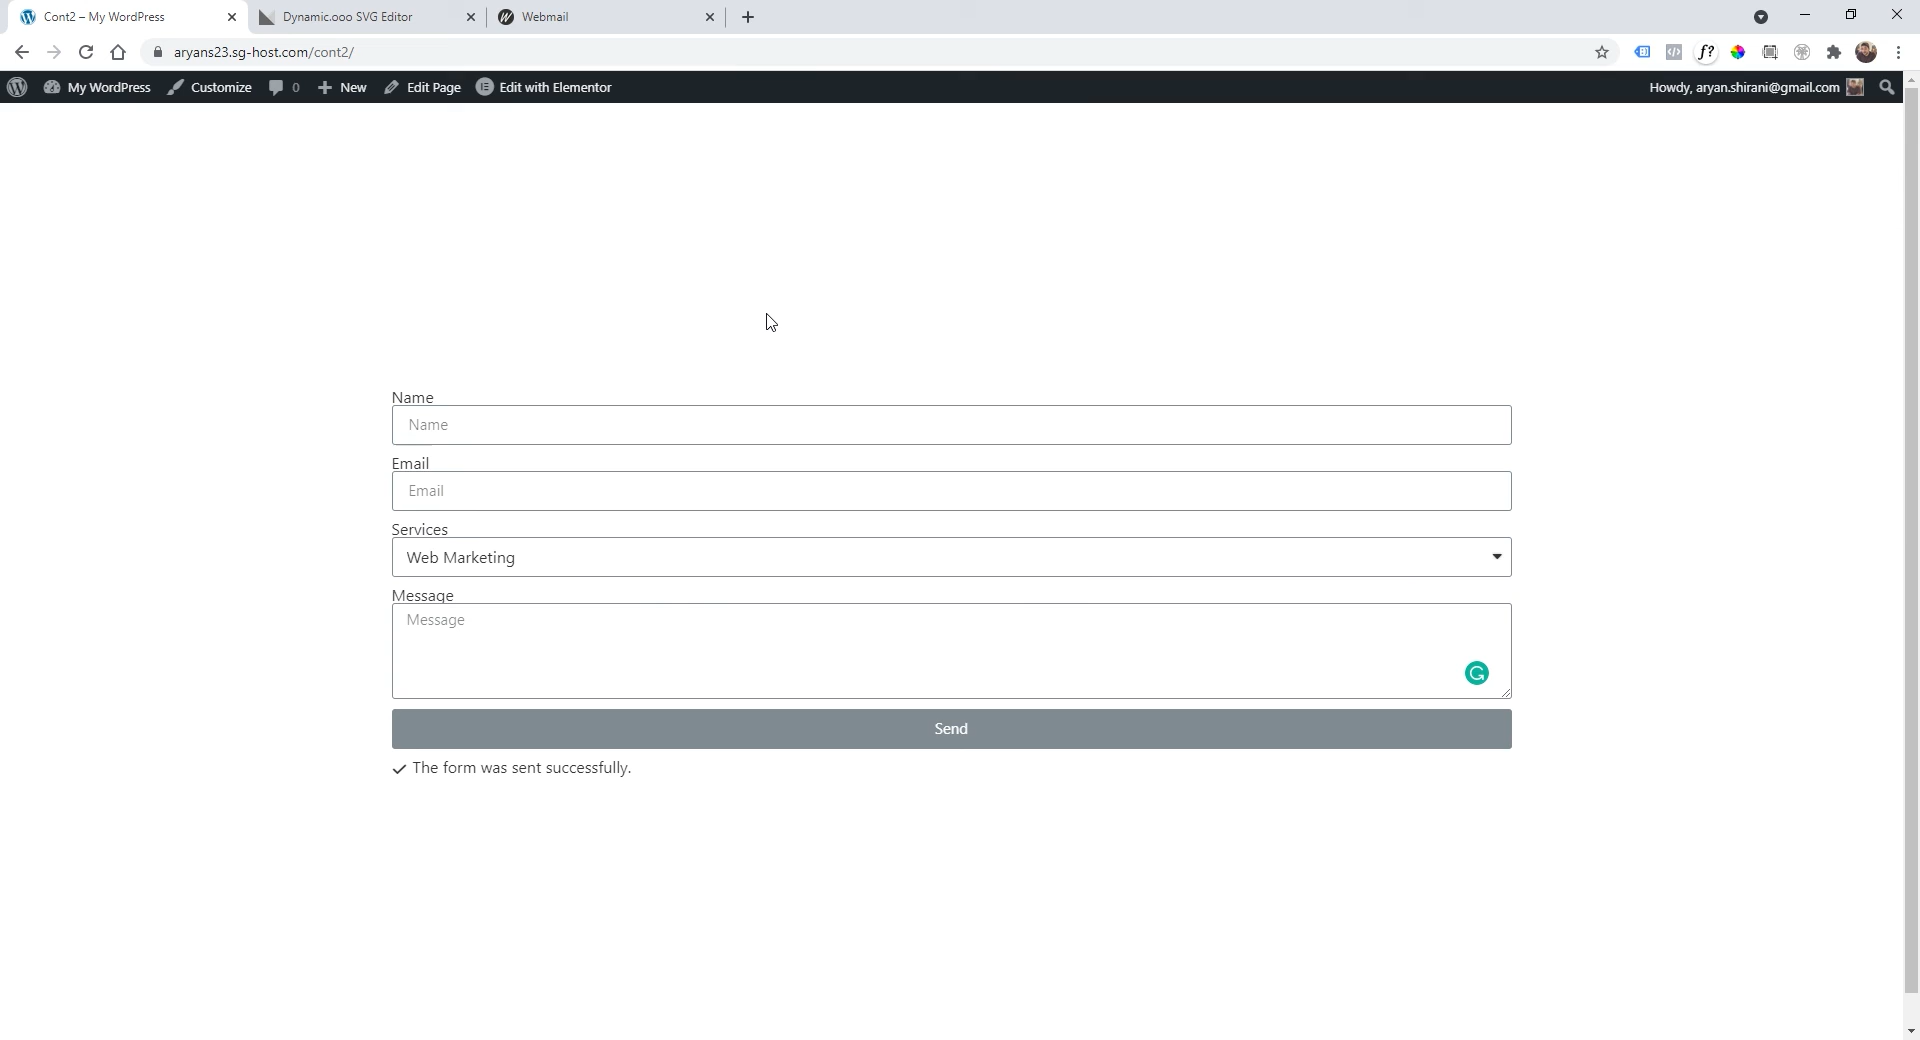 Cont2 – My WordPress
Dynamic.ooo SVG Editor
Webmail
aryans23.sg-host.com/cont2/
f?
My WordPress Customize 0 New Edit Page Edit with Elementor
Howdy, aryan.shirani@gmail.com
Name
Name
Email
Email
Services
Web Marketing
Message
Message
Send
The form was sent successfully.